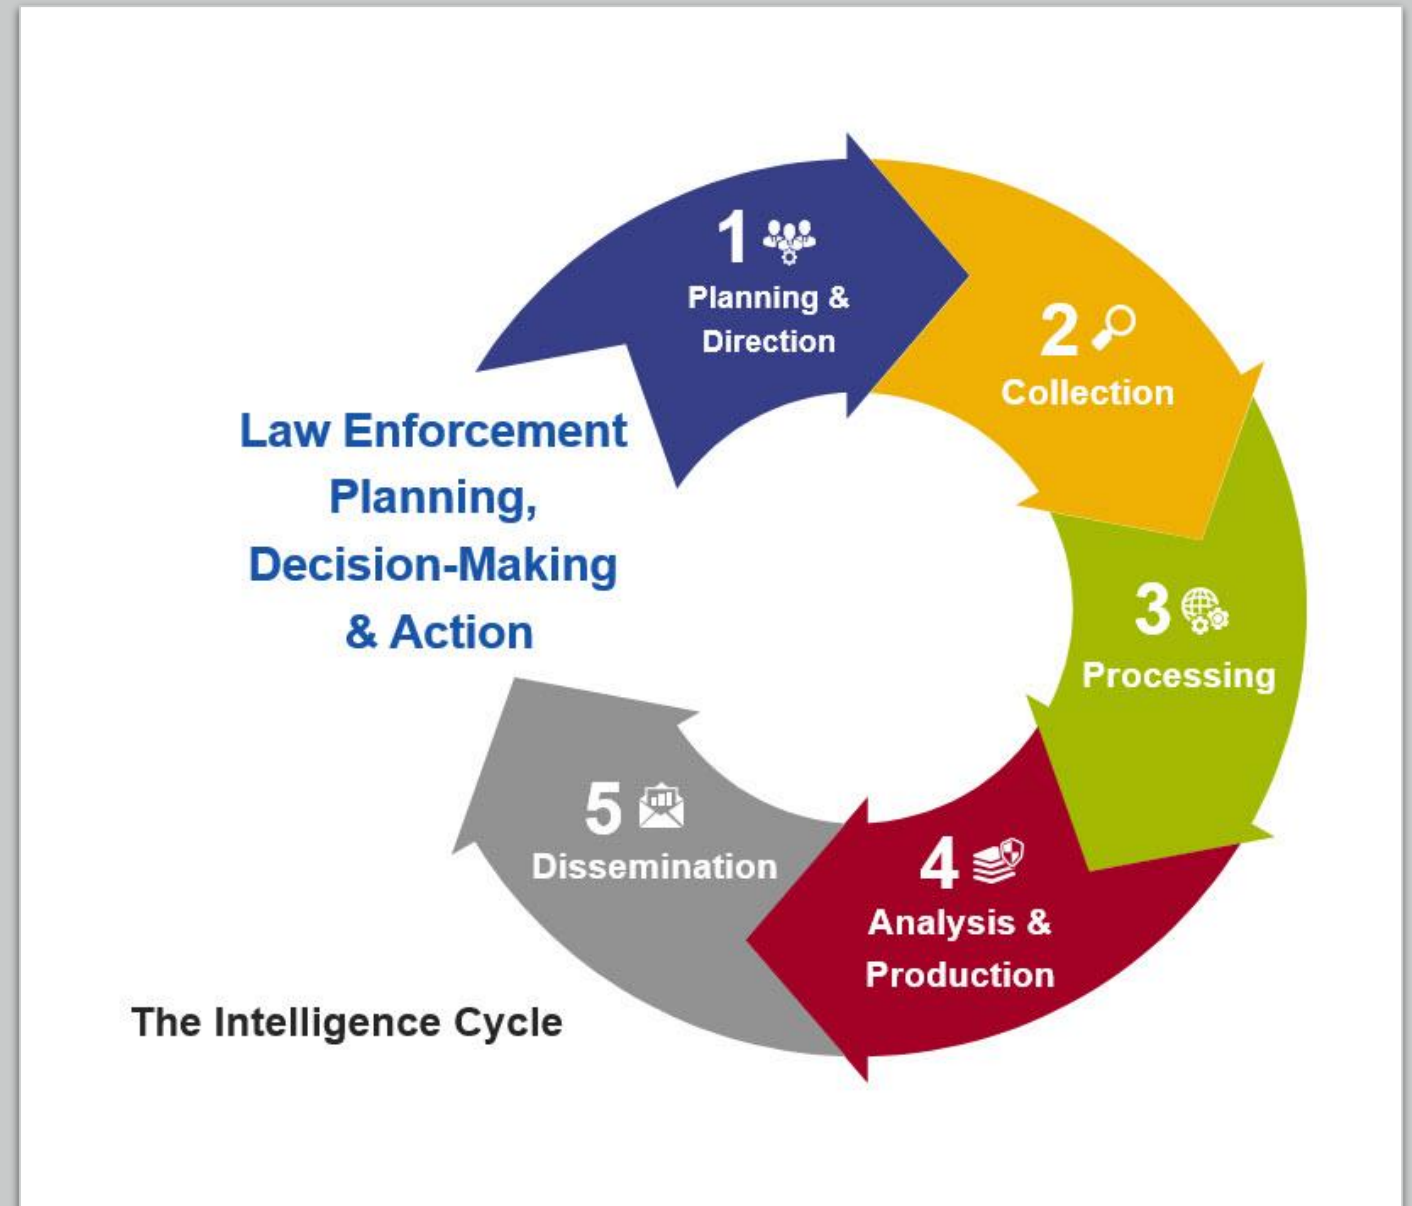 1
Planning &
Direction
2
Collection
3
Processing
4
Analysis &
Production
5
Dissemination
Law Enforcement
Planning,
Decision-Making
& Action
The Intelligence Cycle